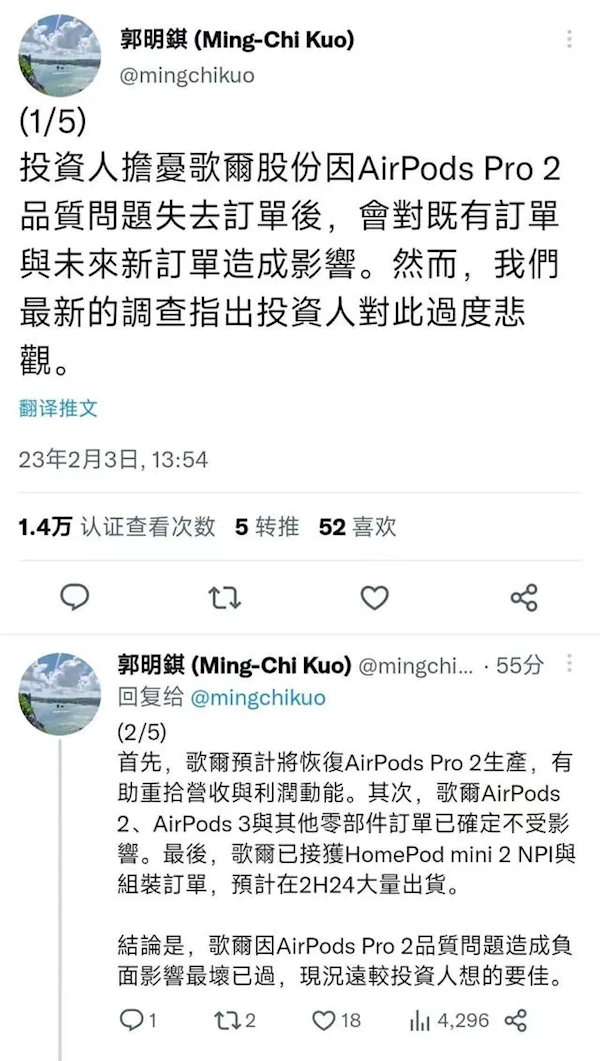 郭明錤 (Ming-Chi Kuo)
@mingchikuo
(1/5)
投資人擔憂歌爾股份因AirPods Pro 2
品質問題失去訂單後，會對既有訂單
與未來新訂單造成影響。然而，我們
最新的調查指出投資人對此過度悲
觀。
翻译推文
23年2月3日, 13:54
1.4万 认证查看次数 5 转推 52 喜欢
郭明錤 (Ming-Chi Kuo) @mingchi... · 55分
回复给 @mingchikuo
(2/5)
首先，歌爾預計將恢復AirPods Pro 2生產，有
助重拾營收與利潤動能。其次，歌爾AirPods
2、AirPods 3與其他零部件訂單已確定不受影
響。最後，歌爾已接獲HomePod mini 2 NPI與
組裝訂單，預計在2H24大量出貨。
結論是，歌爾因AirPods Pro 2品質問題造成負
面影響最壞已過，現況遠較投資人想的要佳。
1 2 18 4,296